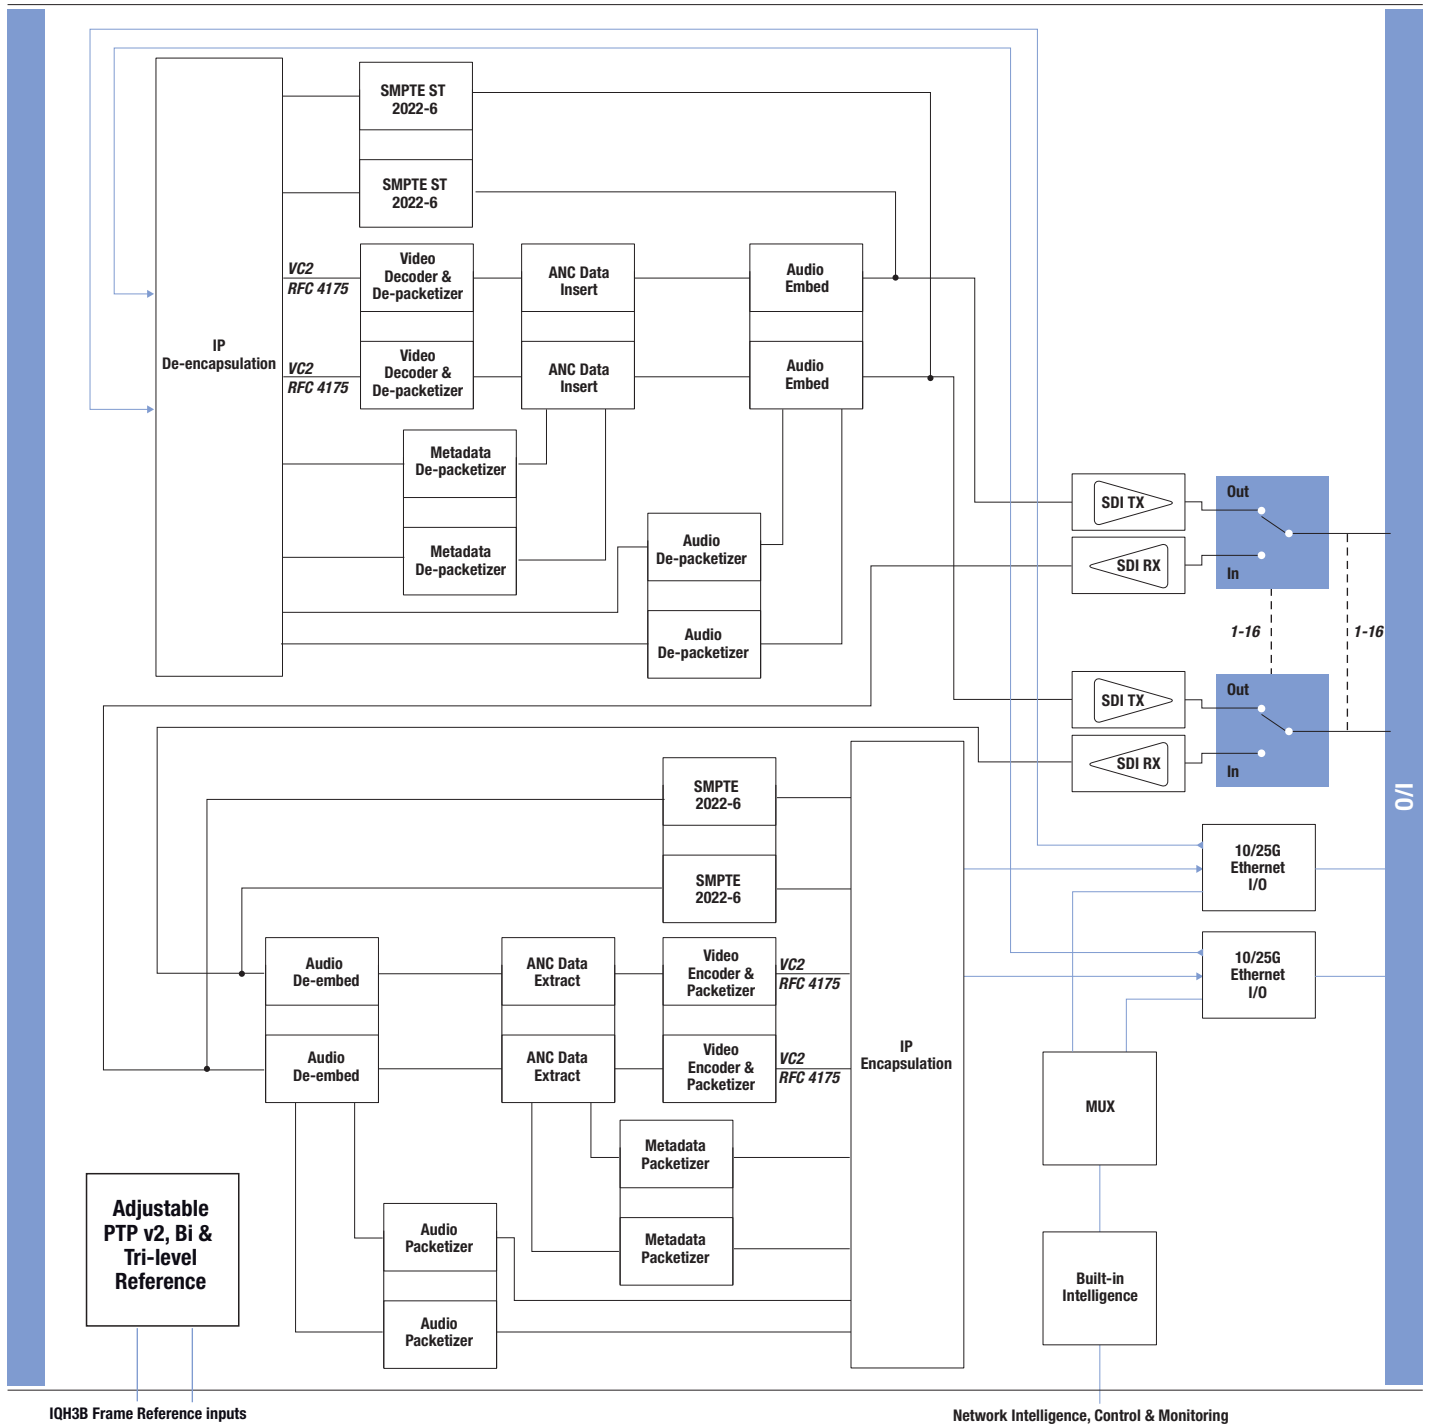 SMPTE ST
2022-6
SMPTE ST
2022-6
VC2
RFC 4175
Video
Decoder &
De-packetizer
ANC Data
Insert
Audio
Embed
IP
De-encapsulation
VC2
RFC 4175
Video
Decoder &
De-packetizer
ANC Data
Insert
Audio
Embed
Metadata
De-packetizer
Metadata
De-packetizer
Audio
De-packetizer
Audio
De-packetizer
SDI TX
SDI RX
Out
In
1-16
1-16
SDI TX
SDI RX
Out
In
I/O
SMPTE
2022-6
SMPTE
2022-6
Audio
De-embed
ANC Data
Extract
Video
Encoder &
Packetizer
VC2
RFC 4175
Audio
De-embed
ANC Data
Extract
Video
Encoder &
Packetizer
VC2
RFC 4175
IP
Encapsulation
10/25G
Ethernet
I/O
10/25G
Ethernet
I/O
MUX
Metadata
Packetizer
Metadata
Packetizer
Audio
Packetizer
Audio
Packetizer
Adjustable
PTP v2, Bi &
Tri-level
Reference
Built-in
Intelligence
IQH3B Frame Reference inputs
Network Intelligence, Control & Monitoring